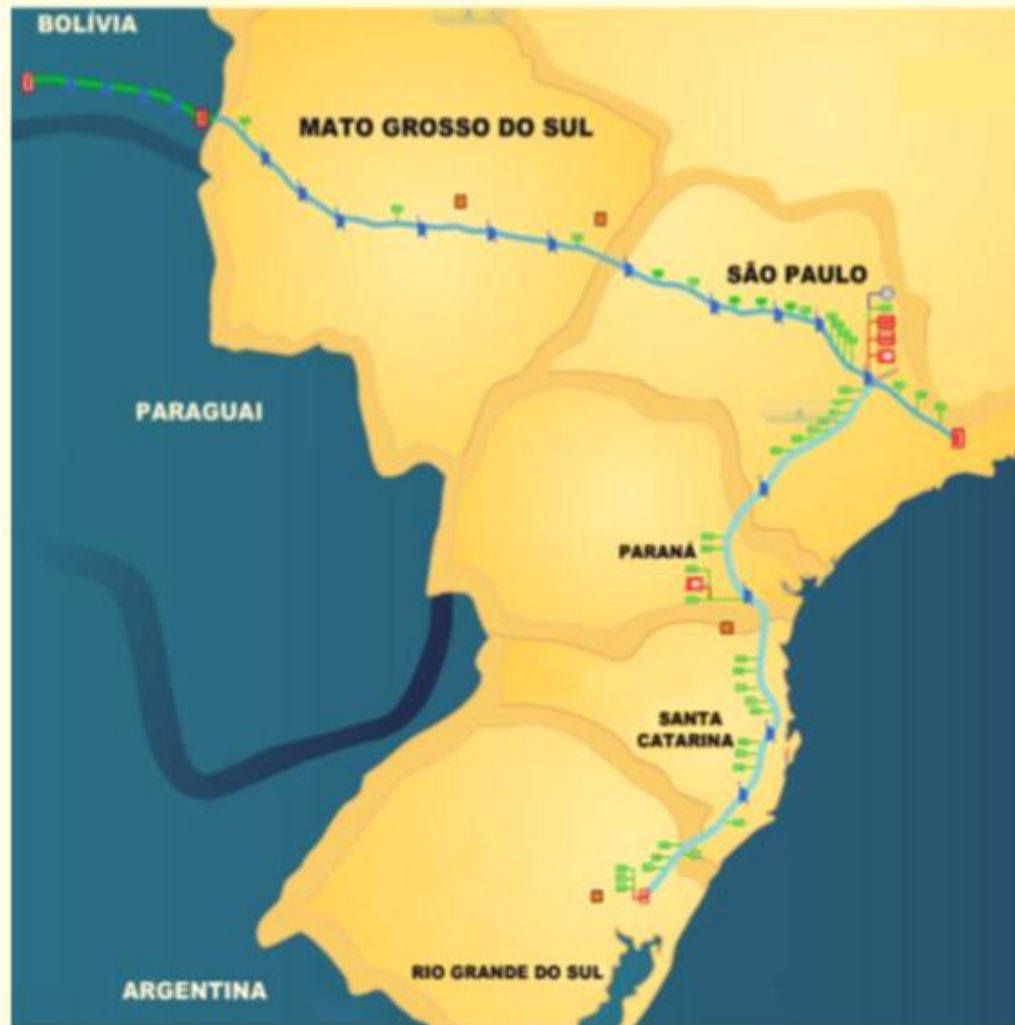 BOLÍVIA
MATO GROSSO DO SUL
SÃO PAULO
PARAGUAI
PARANÁ
SANTA
CATARINA
RIO GRANDE DO SUL
ARGENTINA